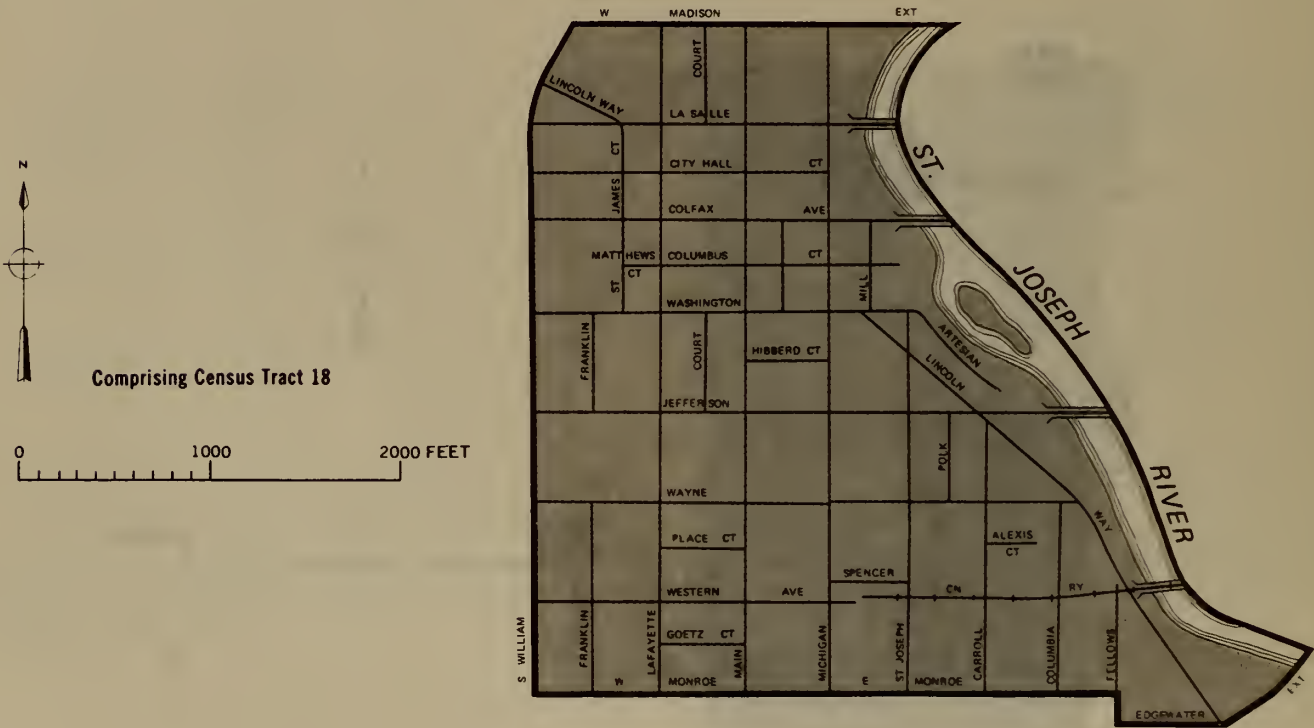 W MADISON EXT
COURT
LINCOLN WAY
LA SALLE
N
ST. JOSEPH RIVER
CITY HALL CT
JAMES CT
COLFAX AVE
MATTHEWS CT
COLUMBUS CT
ST
MILL
WASHINGTON
FRANKLIN
COURT
HIBBERD CT
ARTESIAN
LINCOLN WAY
Comprising Census Tract 18
JEFFERSON
0 1000 2000 FEET
POLK
WAYNE
PLACE CT
ALEXIS CT
SPENCER
WESTERN AVE
CN RY
S WILLIAM
FRANKLIN
LAFAYETTE
GOETZ CT
MAIN
MICHIGAN
ST JOSEPH
CARROLL
COLUMBIA
FELLOWS
W MONROE
E MONROE
EXT
EDGEWATER